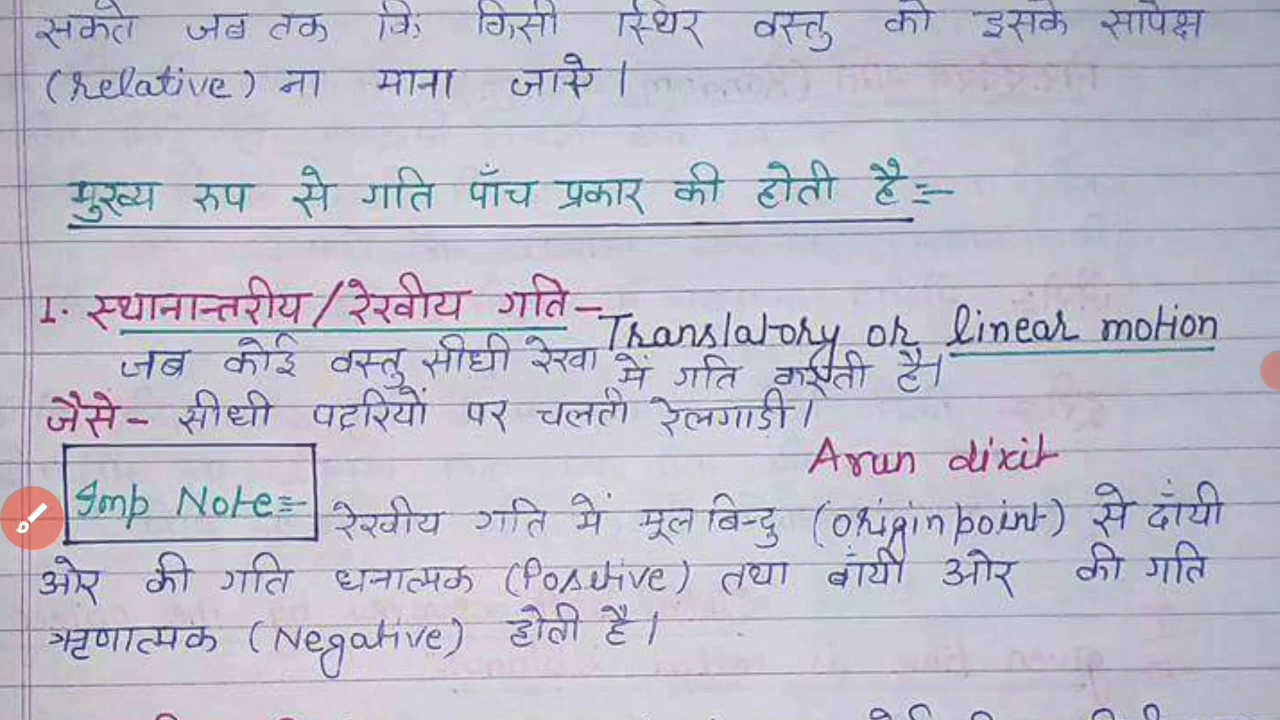 सकते जब तक कि किसी स्थिर वस्तु को इसके सापेक्ष
(relative) ना माना जाये।
मुख्य रुप से गति पाँच प्रकार की होती है:-
1. स्थानान्तरीय/रेखीय गति- Translatory or linear motion
जब कोई वस्तु सीधी रेखा में गति करती है।
जैसे- सीधी पटरियों पर चलती रेलगाडी।
Arun dixit
Imp Note:- रेखीय गति में मूल बिन्दु (origin point) से दांयी
ओर की गति धनात्मक (Positive) तथा बांयी ओर की गति
ऋणात्मक (Negative) होती है।